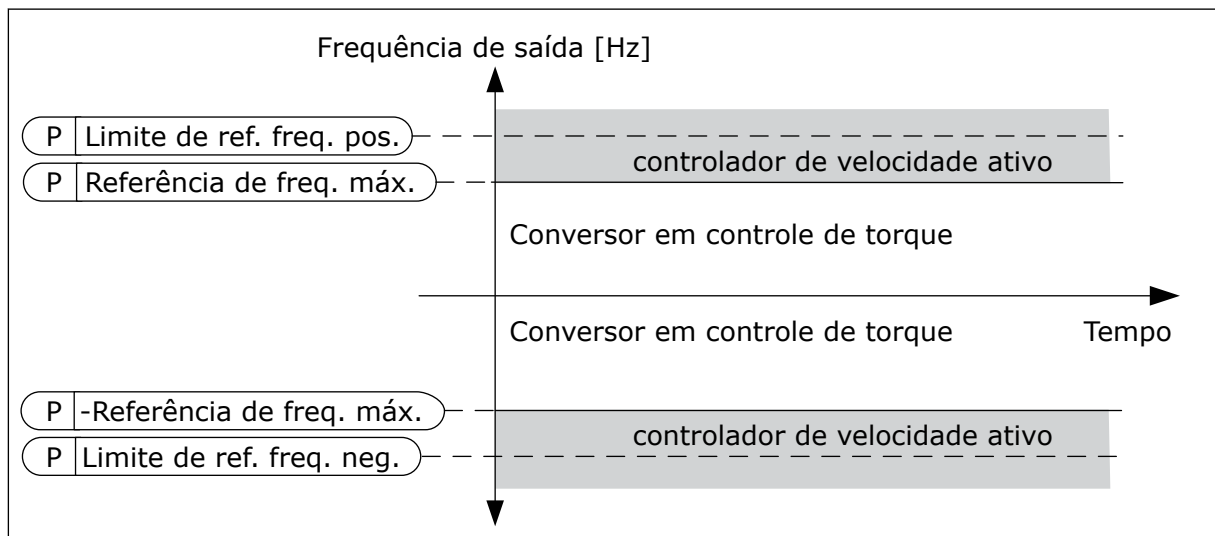 Frequência de saída [Hz]
P Limite de ref. freq. pos.
controlador de velocidade ativo
P Referência de freq. máx.
Conversor em controle de torque
Conversor em controle de torque
Tempo
P -Referência de freq. máx.
controlador de velocidade ativo
P Limite de ref. freq. neg.